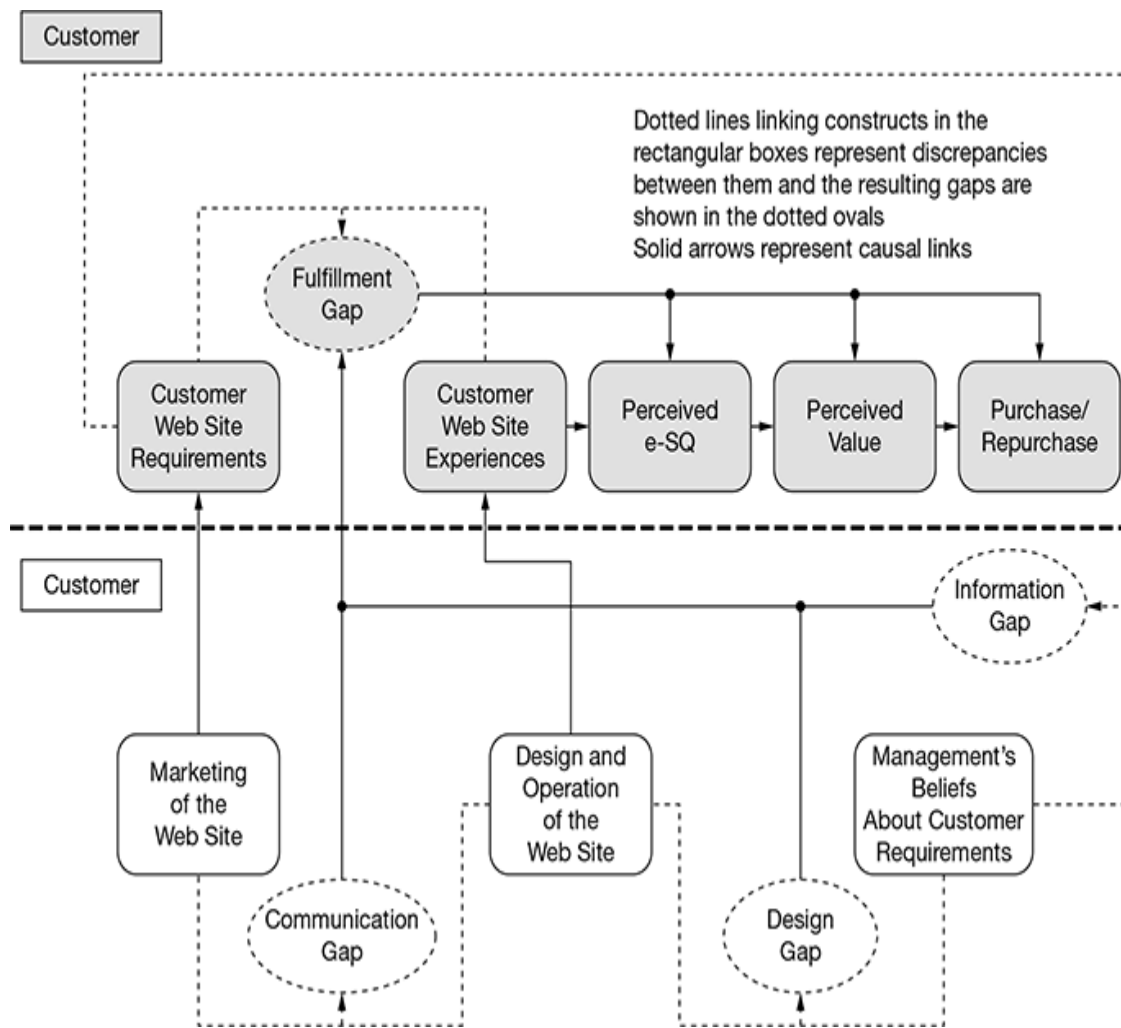 Customer
Dotted lines linking constructs in the
rectangular boxes represent discrepancies
between them and the resulting gaps are
shown in the dotted ovals
Solid arrows represent causal links
Fulfillment
Gap
Customer
Web Site
Requirements
Customer
Web Site
Experiences
Perceived
e-SQ
Perceived
Value
Purchase/
Repurchase
Customer
Information
Gap
Marketing
of the
Web Site
Design and
Operation
of the
Web Site
Management’s
Beliefs
About Customer
Requirements
Communication
Gap
Design
Gap